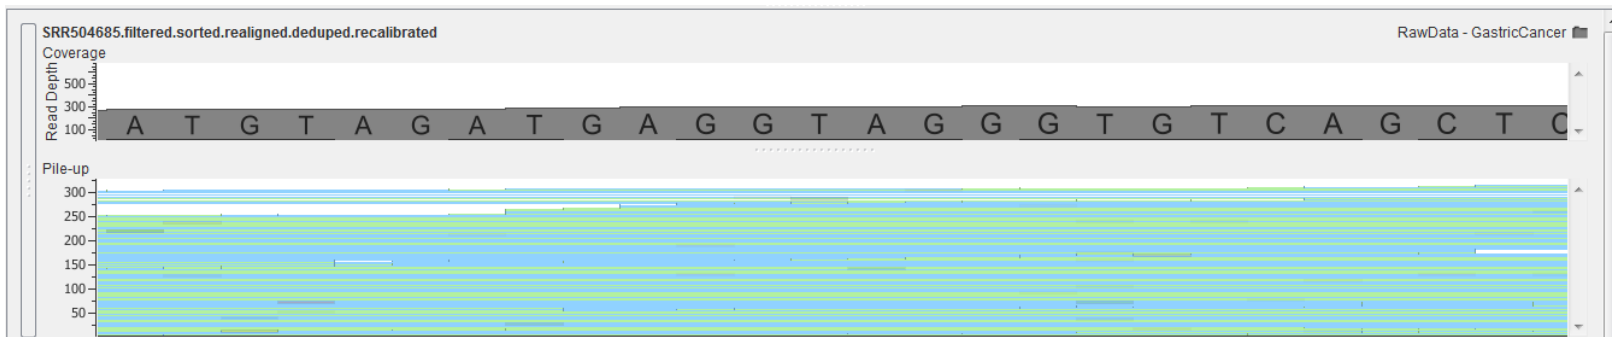 SRR504685.filtered.sorted.realigned.deduped.recalibrated
RawData - GastricCancer
Coverage
Read Depth
500
300
100
A T G T A G A T G A G G T A G G G T G T C A G C T C
Pile-up
300
250
200
150
100
50